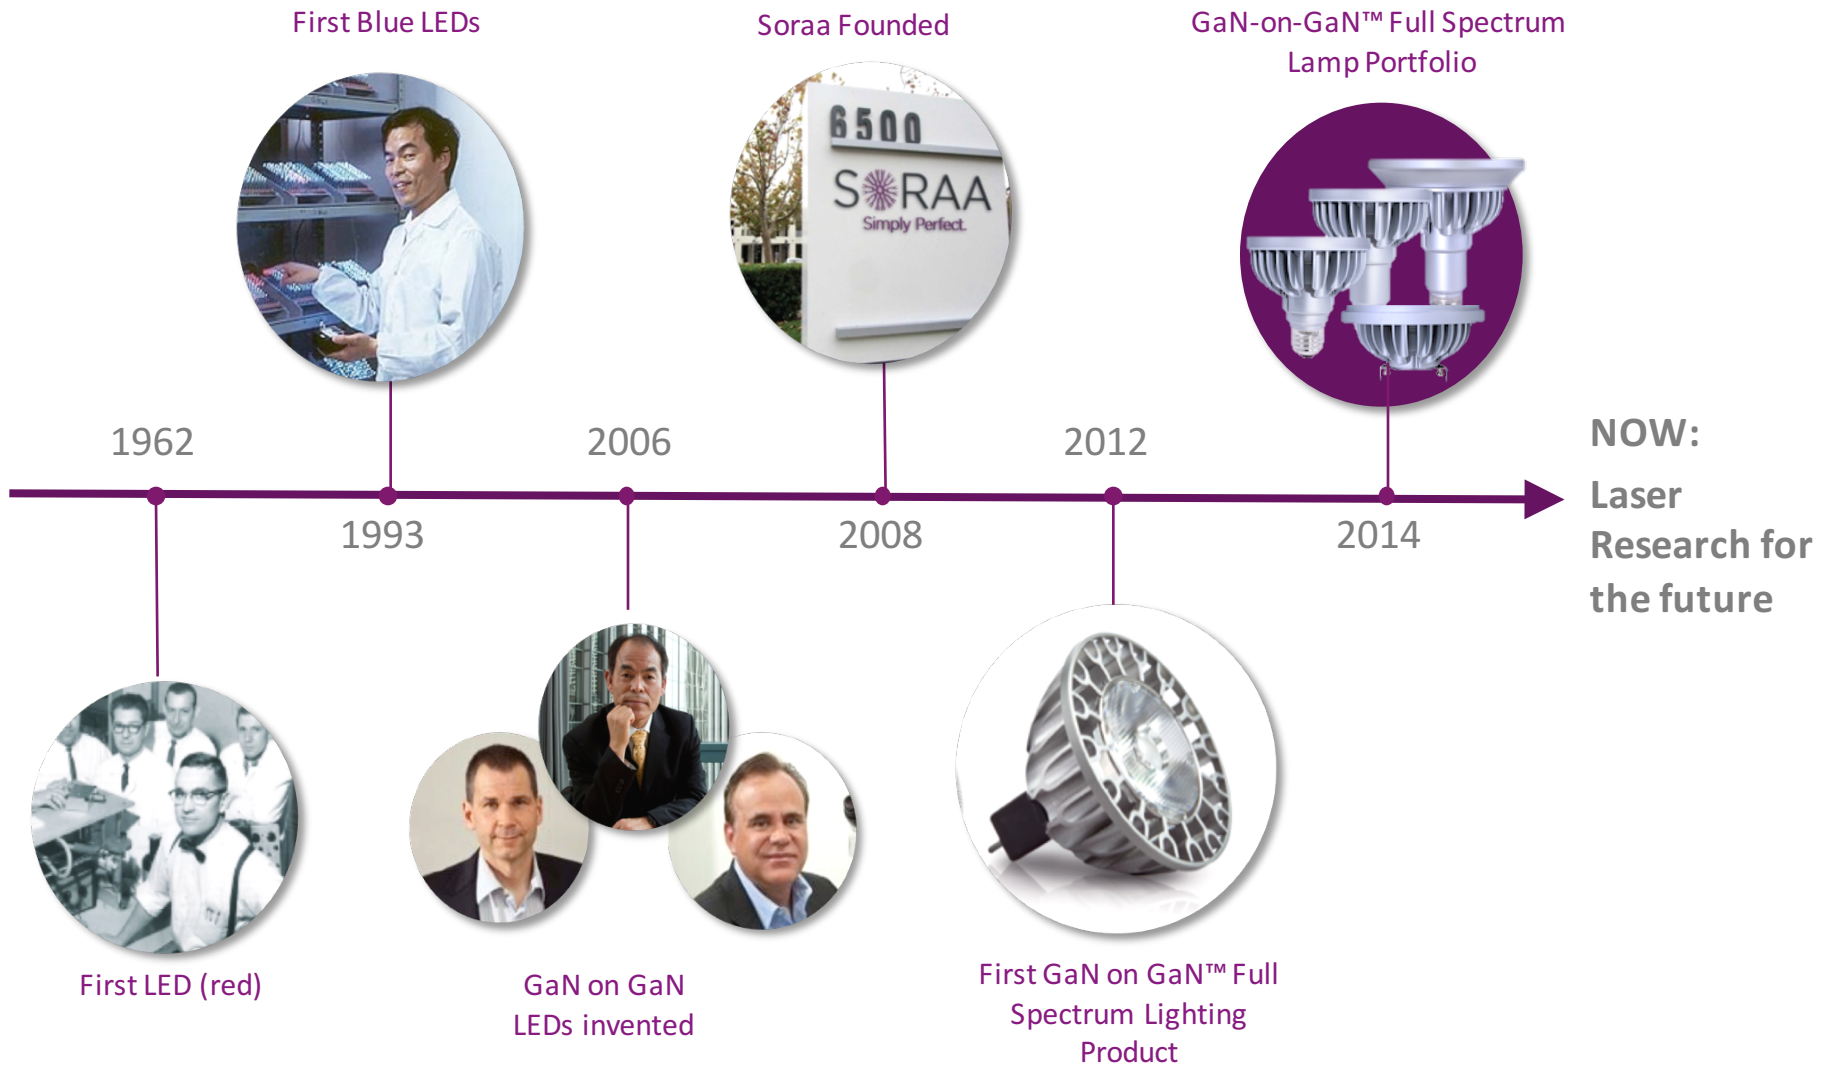 First Blue LEDs
Soraa Founded
GaN-on-GaN™ Full Spectrum
Lamp Portfolio
6500
SORAA
Simply Perfect.
1962
2006
2012
NOW:
Laser
Research for
the future
1993
2008
2014
First LED (red)
GaN on GaN
LEDs invented
First GaN on GaN™ Full
Spectrum Lighting
Product